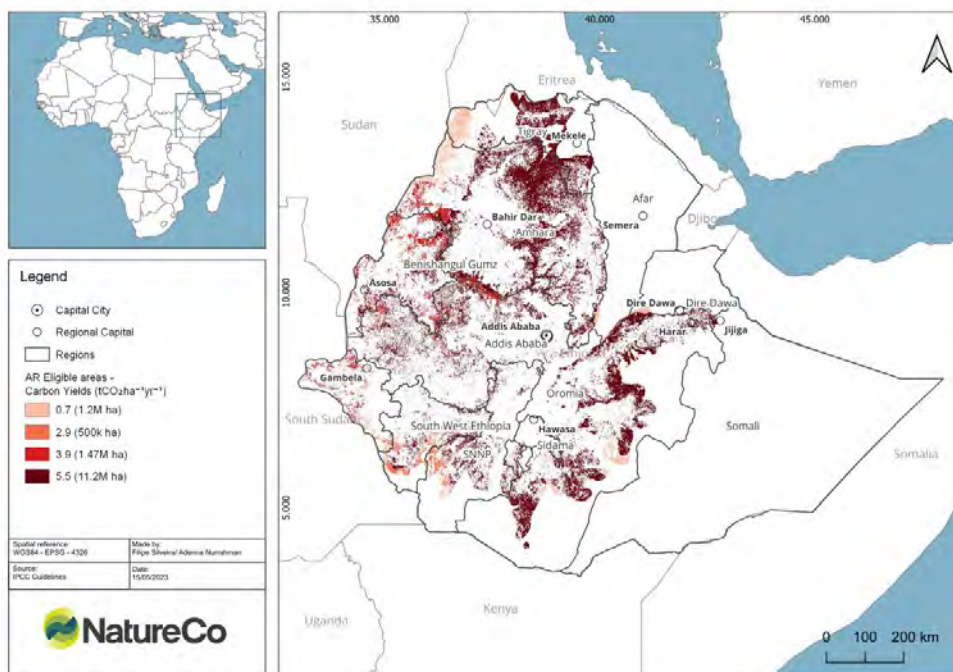 35.000
40.000
45.000
15.000
10.000
5.000
Eritrea
Yemen
Sudan
Tigray
Mekele
Afar
Bahir Dar
Semera
Amhara
Benishangul Gumz
Asosa
Dire Dawa
Dire Dawa
Addis Ababa
Addis Ababa
Harar
Jijiga
Gambela
Oromia
South West Ethiopia
Hawasa
Sidama
SNNP
Somali
Somalia
Kenya
Uganda
0 100 200 km
Legend
Capital City
Regional Capital
Regions
AR Eligible areas -
Carbon Yields (tCO₂ha⁻¹yr⁻¹)
0.7 (1.2M ha)
2.9 (500k ha)
3.9 (1.47M ha)
5.5 (11.2M ha)
Spatial reference:
WGS84 - EPSG - 4326
Made by:
Source:
IPCC Guidelines
Date:
15/05/2023
NatureCo